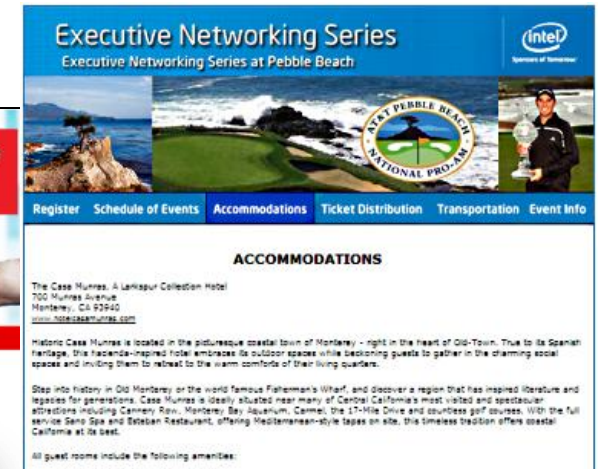 Executive Networking Series
Executive Networking Series at Pebble Beach
intel
Sponsors of Tomorrow
AT&T PEBBLE BEACH
NATIONAL PRO-AM
Register Schedule of Events Accommodations Ticket Distribution Transportation Event Info
ACCOMMODATIONS
The Casa Munras, A Larkspur Collection Hotel
700 Munras Avenue
Monterey, CA 93940
www.hotelcasamunras.com
Historic Casa Munras is located in the picturesque coastal town of Monterey - right in the heart of Old-Town. True to its Spanish
heritage, this hacienda-inspired hotel embraces its outdoor spaces while beckoning guests to gather in the charming social
spaces and inviting them to retreat to the warm comforts of their living quarters.
Step into history in Old Monterey or the world famous Fisherman's Wharf, and discover a region that has inspired literature and
legacies for generations. Casa Munras is ideally situated near many of Central California's most visited and spectacular
attractions including Cannery Row, Monterey Bay Aquarium, Carmel, the 17-Mile Drive and countless golf courses. With the full
service Sano Spa and Esteban Restaurant, offering Mediterranean-style tapas on site, this timeless tradition offers coastal
California at its best.
All guest rooms include the following amenities: